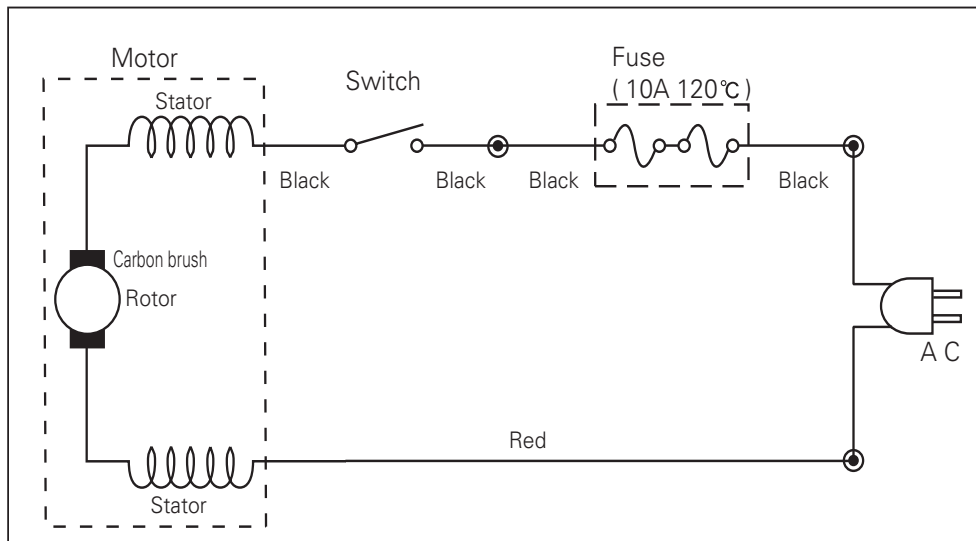 Motor
Stator
Switch
Fuse
( 10A 120℃ )
Black
Black
Black
Black
Carbon brush
Rotor
A C
Red
Stator